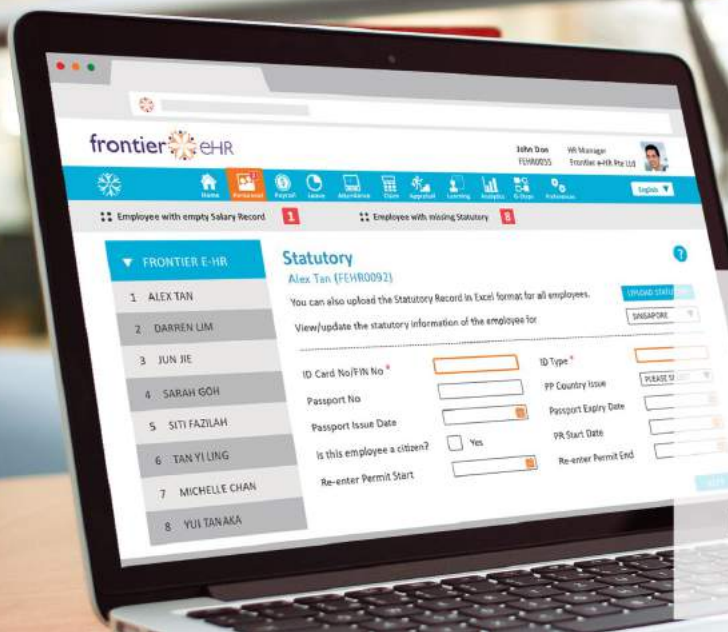 frontier eHR
John Don HR Manager
FEHR0055 Frontier e-HR Pte Ltd
Home Personnel Payroll Leave Attendance Claim Appraisal Learning Analytics Preferences English
Employee with empty Salary Record 1 Employee with missing Statutory 8
FRONTIER E-HR
1 ALEX TAN
2 DARREN LIM
3 JUN JIE
4 SARAH GOH
5 SITI FAZILAH
6 TAN YI LING
7 MICHELLE CHAN
8 YUI TANAKA
Statutory
Alex Tan (FEHR0092)
You can also upload the Statutory Record in Excel format for all employees. UPLOAD
View/update the statutory information of the employee for SINGAPORE
ID Card No/FIN No * ID Type *
Passport No PP Country Issue PLEASE
Passport Issue Date Passport Expiry Date
Is this employee a citizen? Yes PR Start Date
Re-enter Permit Start Re-enter Permit End